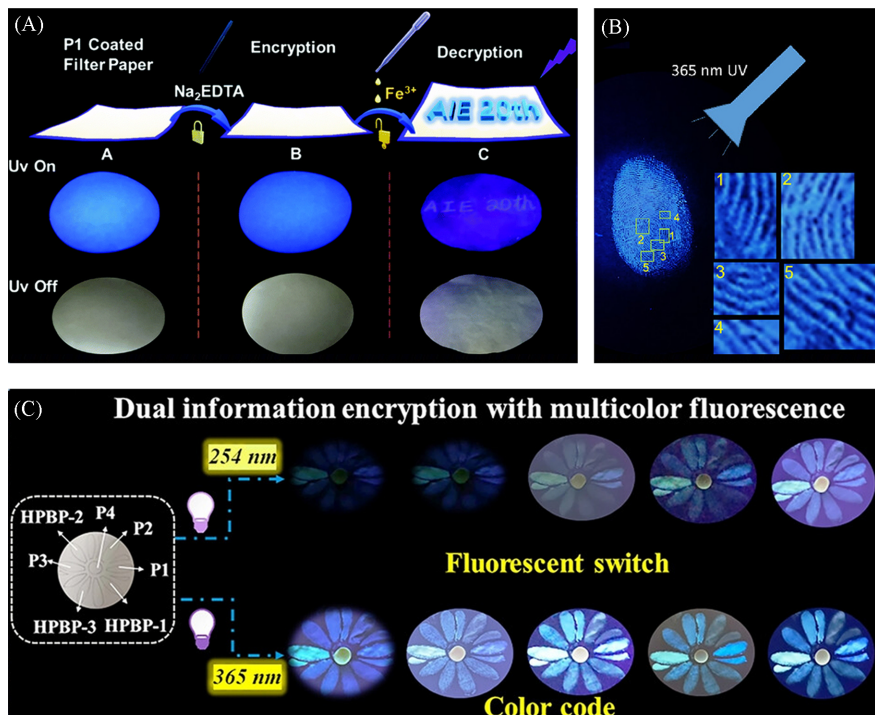 (A)
P1 Coated
Filter Paper
Encryption
Decryption
Na2EDTA
Fe3+
AIE 20th
A
B
C
Uv On
AIE 20th
Uv Off
(B)
365 nm UV
1
2
3
4
5
4
2
1
3
5
(C)
Dual information encryption with multicolor fluorescence
254 nm
HPBP-2
P4
P2
P3
P1
HPBP-3
HPBP-1
Fluorescent switch
365 nm
Color code